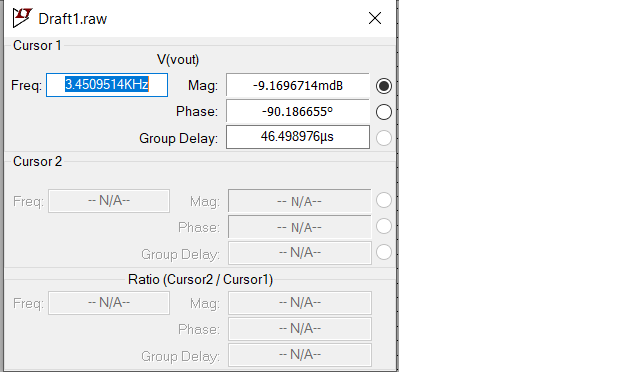 Draft1.raw
Cursor 1
V(vout)
Freq: 3.4509514KHz Mag: -9.1696714mdB
Phase: -90.186655º
Group Delay: 46.498976µs
Cursor 2
Freq: -- N/A-- Mag: -- N/A--
Phase: -- N/A--
Group Delay: -- N/A--
Ratio (Cursor2 / Cursor1)
Freq: -- N/A-- Mag: -- N/A--
Phase: -- N/A--
Group Delay: -- N/A--